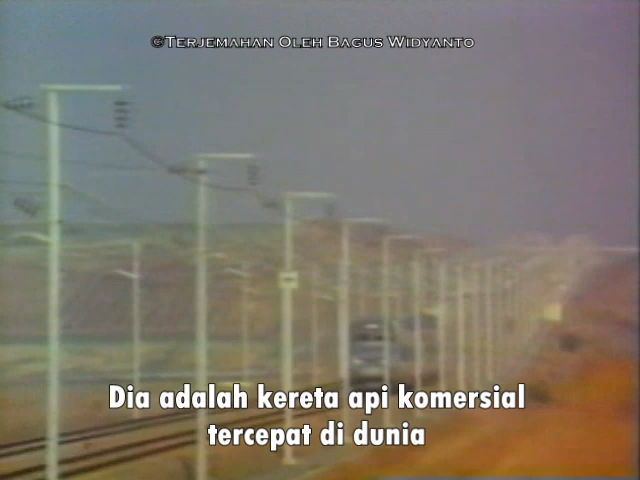 ©Terjemahan Oleh Bagus Widyanto
Dia adalah kereta api komersial
tercepat di dunia